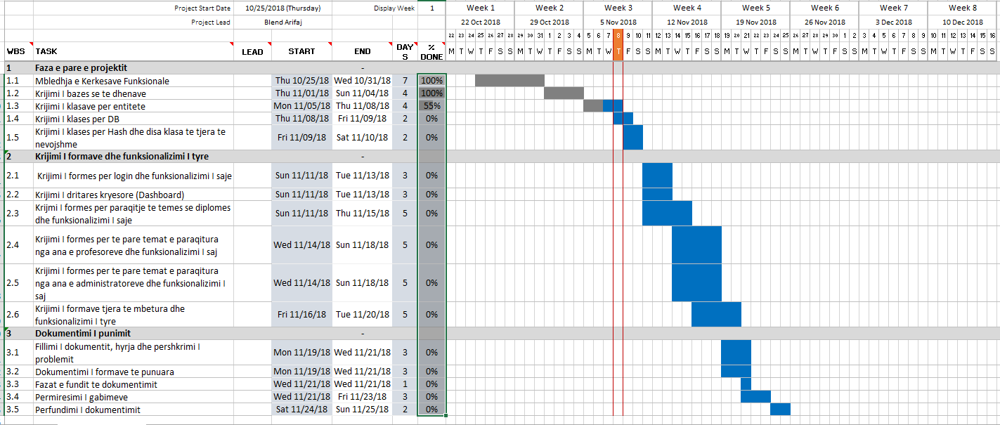 Project Start Date 10/25/2018 (Thursday) Display Week 1 Week 1 Week 2 Week 3 Week 4 Week 5 Week 6 Week 7 Week 8
Project Lead Blend Arifaj 22 Oct 2018 29 Oct 2018 5 Nov 2018 12 Nov 2018 19 Nov 2018 26 Nov 2018 3 Dec 2018 10 Dec 2018
22 23 24 25 26 27 28 29 30 31 1 2 3 4 5 6 7 8 9 10 11 12 13 14 15 16 17 18 19 20 21 22 23 24 25 26 27 28 29 30 1 2 3 4 5 6 7 8 9 10 11 12 13 14 15 16
WBS TASK LEAD START END DAYS % DONE M T W T F S S M T W T F S S M T W T F S S M T W T F S S M T W T F S S M T W T F S S M T W T F S S M T W T F S S
1 Faza e pare e projektit -
1.1 Mbledhja e Kerkesave Funksionale Thu 10/25/18 Wed 10/31/18 7 100%
1.2 Krijimi I bazes se te dhenave Thu 11/01/18 Sun 11/04/18 4 100%
1.3 Krijimi I klasave per entitete Mon 11/05/18 Thu 11/08/18 4 55%
1.4 Krijimi I klases per DB Thu 11/08/18 Fri 11/09/18 2 0%
1.5 Krijimi I klases per Hash dhe disa klasa te tjera te
nevojshme Fri 11/09/18 Sat 11/10/18 2 0%
2 Krijimi I formave dhe funksionalizimi I tyre -
2.1 Krijimi I formes per login dhe funksionalizimi I saje Sun 11/11/18 Tue 11/13/18 3 0%
2.2 Krijimi I dritares kryesore (Dashboard) Sun 11/11/18 Tue 11/13/18 3 0%
2.3 Krijmi I formes per paraqitje te temes se diplomes
dhe funksionalizimi I saje Sun 11/11/18 Thu 11/15/18 5 0%
2.4 Krijimi I formes per te pare temat e paraqitura
nga ana e profesoreve dhe funksionalizimi I saj Wed 11/14/18 Sun 11/18/18 5 0%
2.5 Krijimi I formes per te pare temat e paraqitura
nga ana e administratoreve dhe funksionalizimi I
saj Wed 11/14/18 Sun 11/18/18 5 0%
2.6 Krijimi I formave tjera te mbetura dhe
funksionalizimi I tyre Fri 11/16/18 Tue 11/20/18 5 0%
3 Dokumentimi I punimit -
3.1 Fillimi I dokumentit, hyrja dhe pershkrimi I
problemit Mon 11/19/18 Wed 11/21/18 3 0%
3.2 Dokumentimi I formave te punuara Mon 11/19/18 Wed 11/21/18 3 0%
3.3 Fazat e fundit te dokumentimit Wed 11/21/18 Wed 11/21/18 1 0%
3.4 Permiresimi I gabimeve Wed 11/21/18 Fri 11/23/18 3 0%
3.5 Perfundimi I dokumentimit Sat 11/24/18 Sun 11/25/18 2 0%